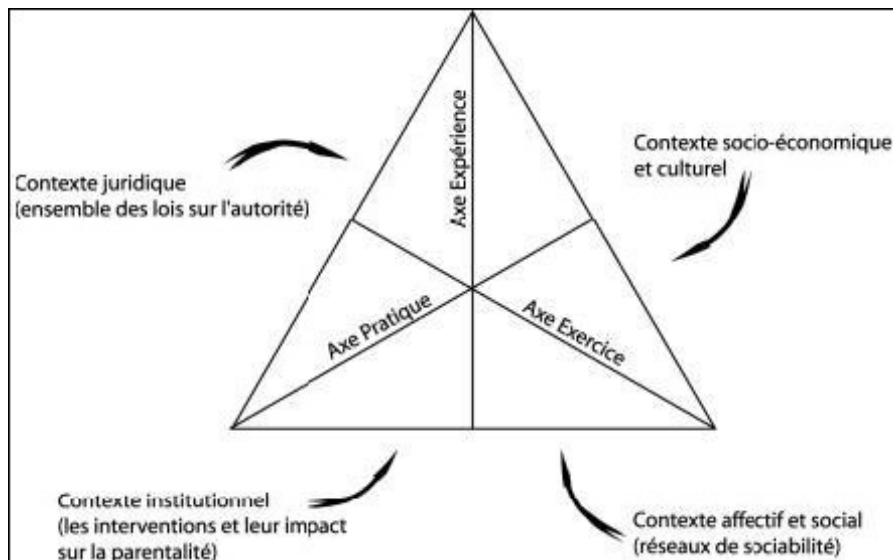 Axe Expérience
Contexte socio-économique
et culturel
Contexte juridique
(ensemble des lois sur l'autorité)
Axe Pratique
Axe Exercice
Contexte institutionnel
(les interventions et leur impact
sur la parentalité)
Contexte affectif et social
(réseaux de sociabilité)